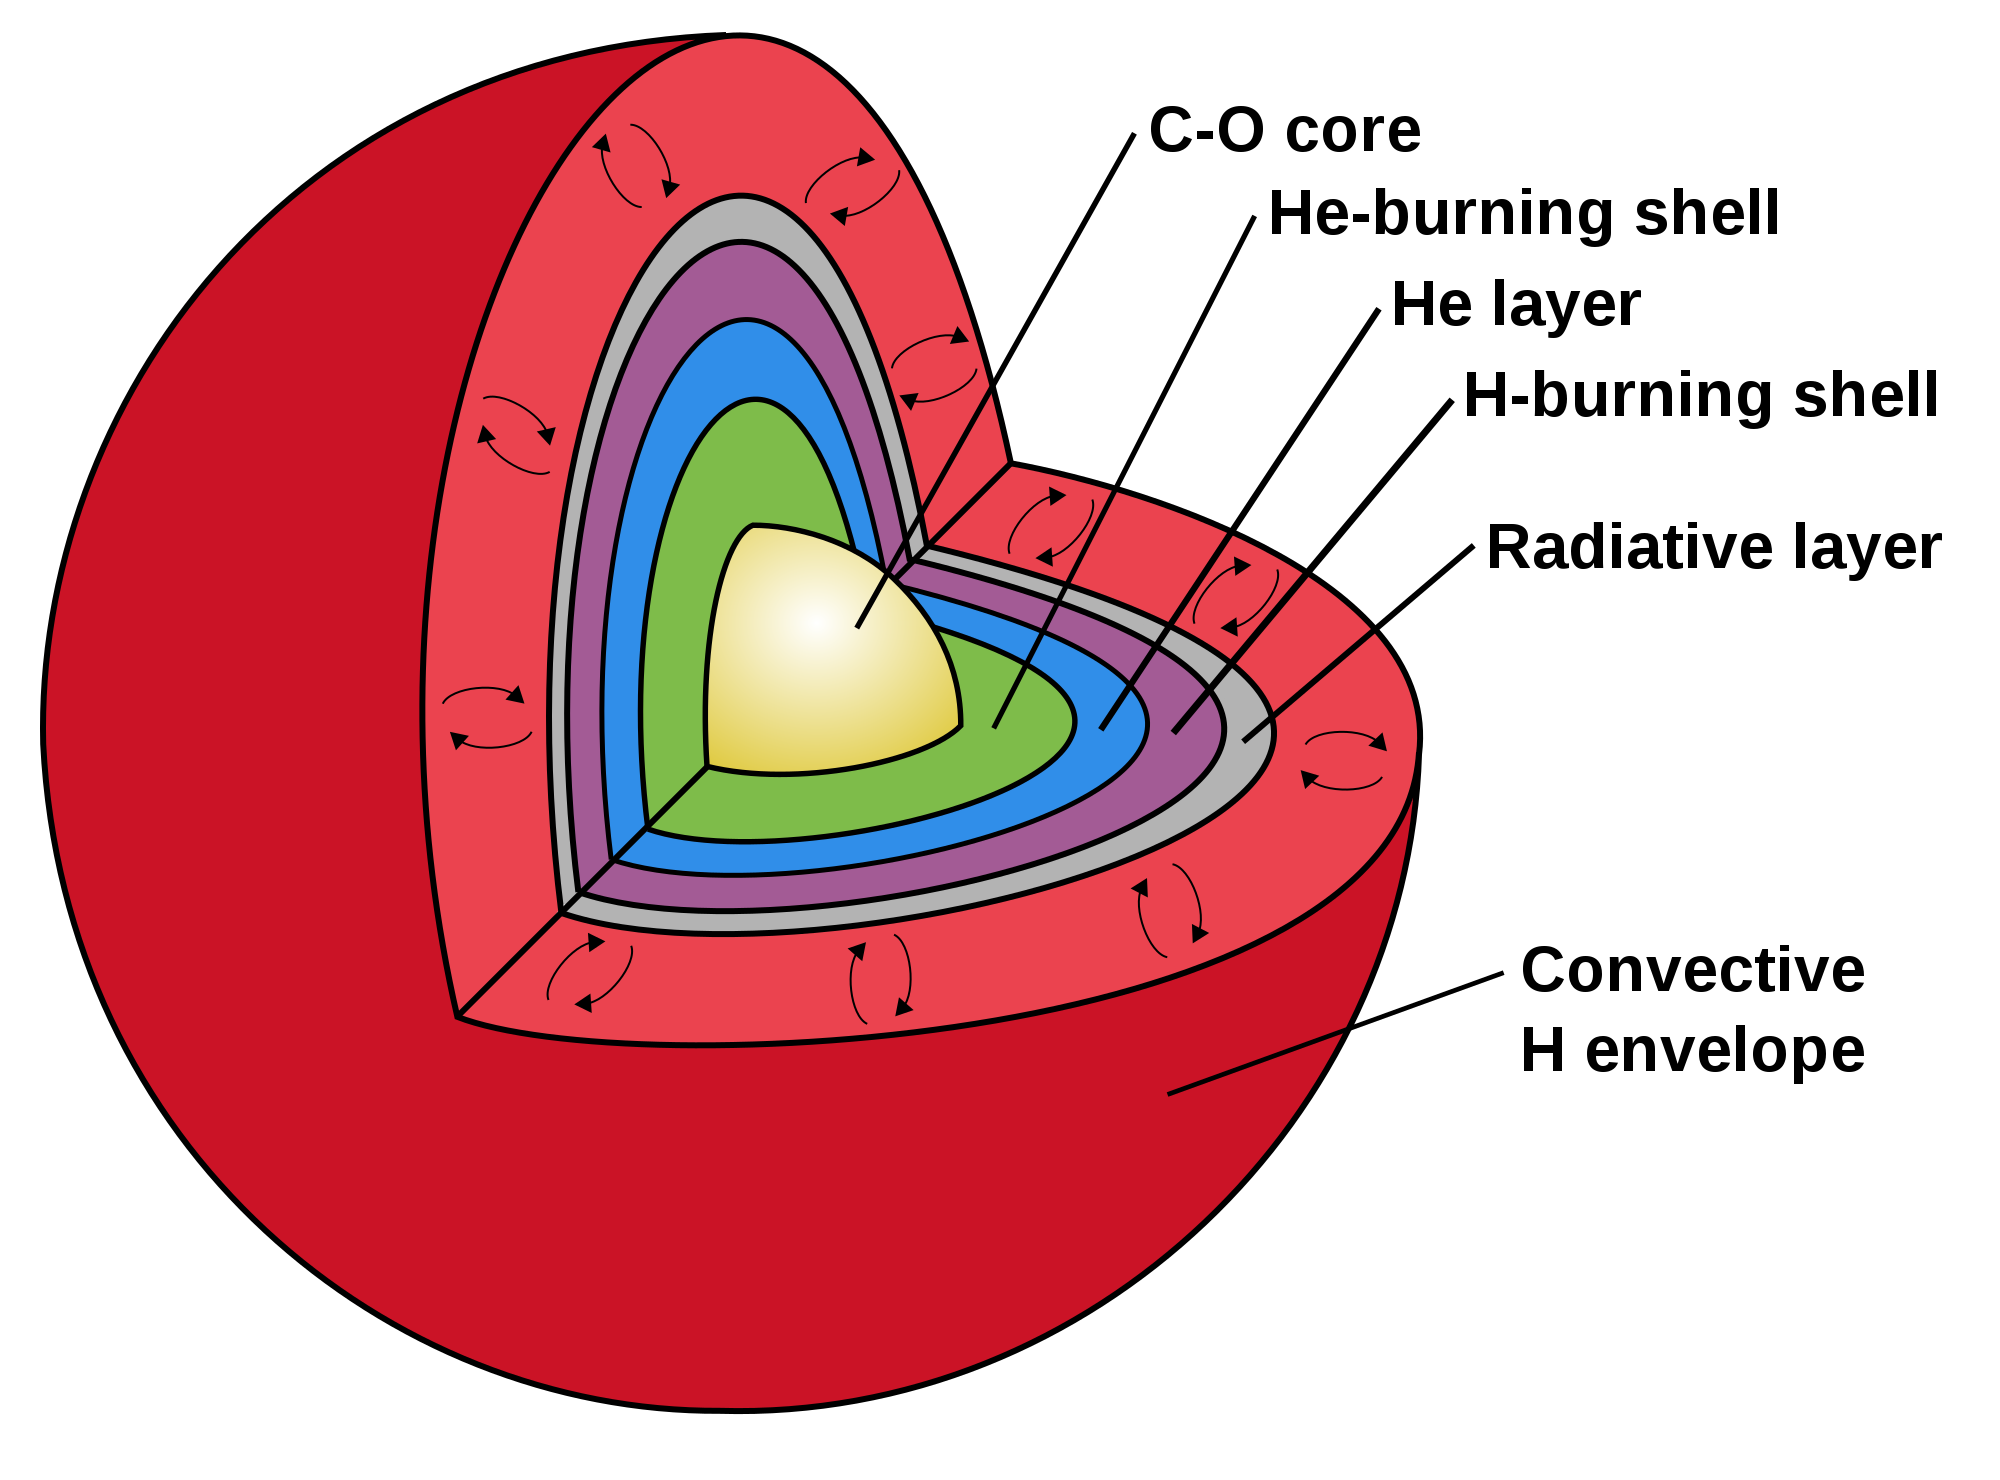 C-O core
He-burning shell
He layer
H-burning shell
Radiative layer
Convective
H envelope